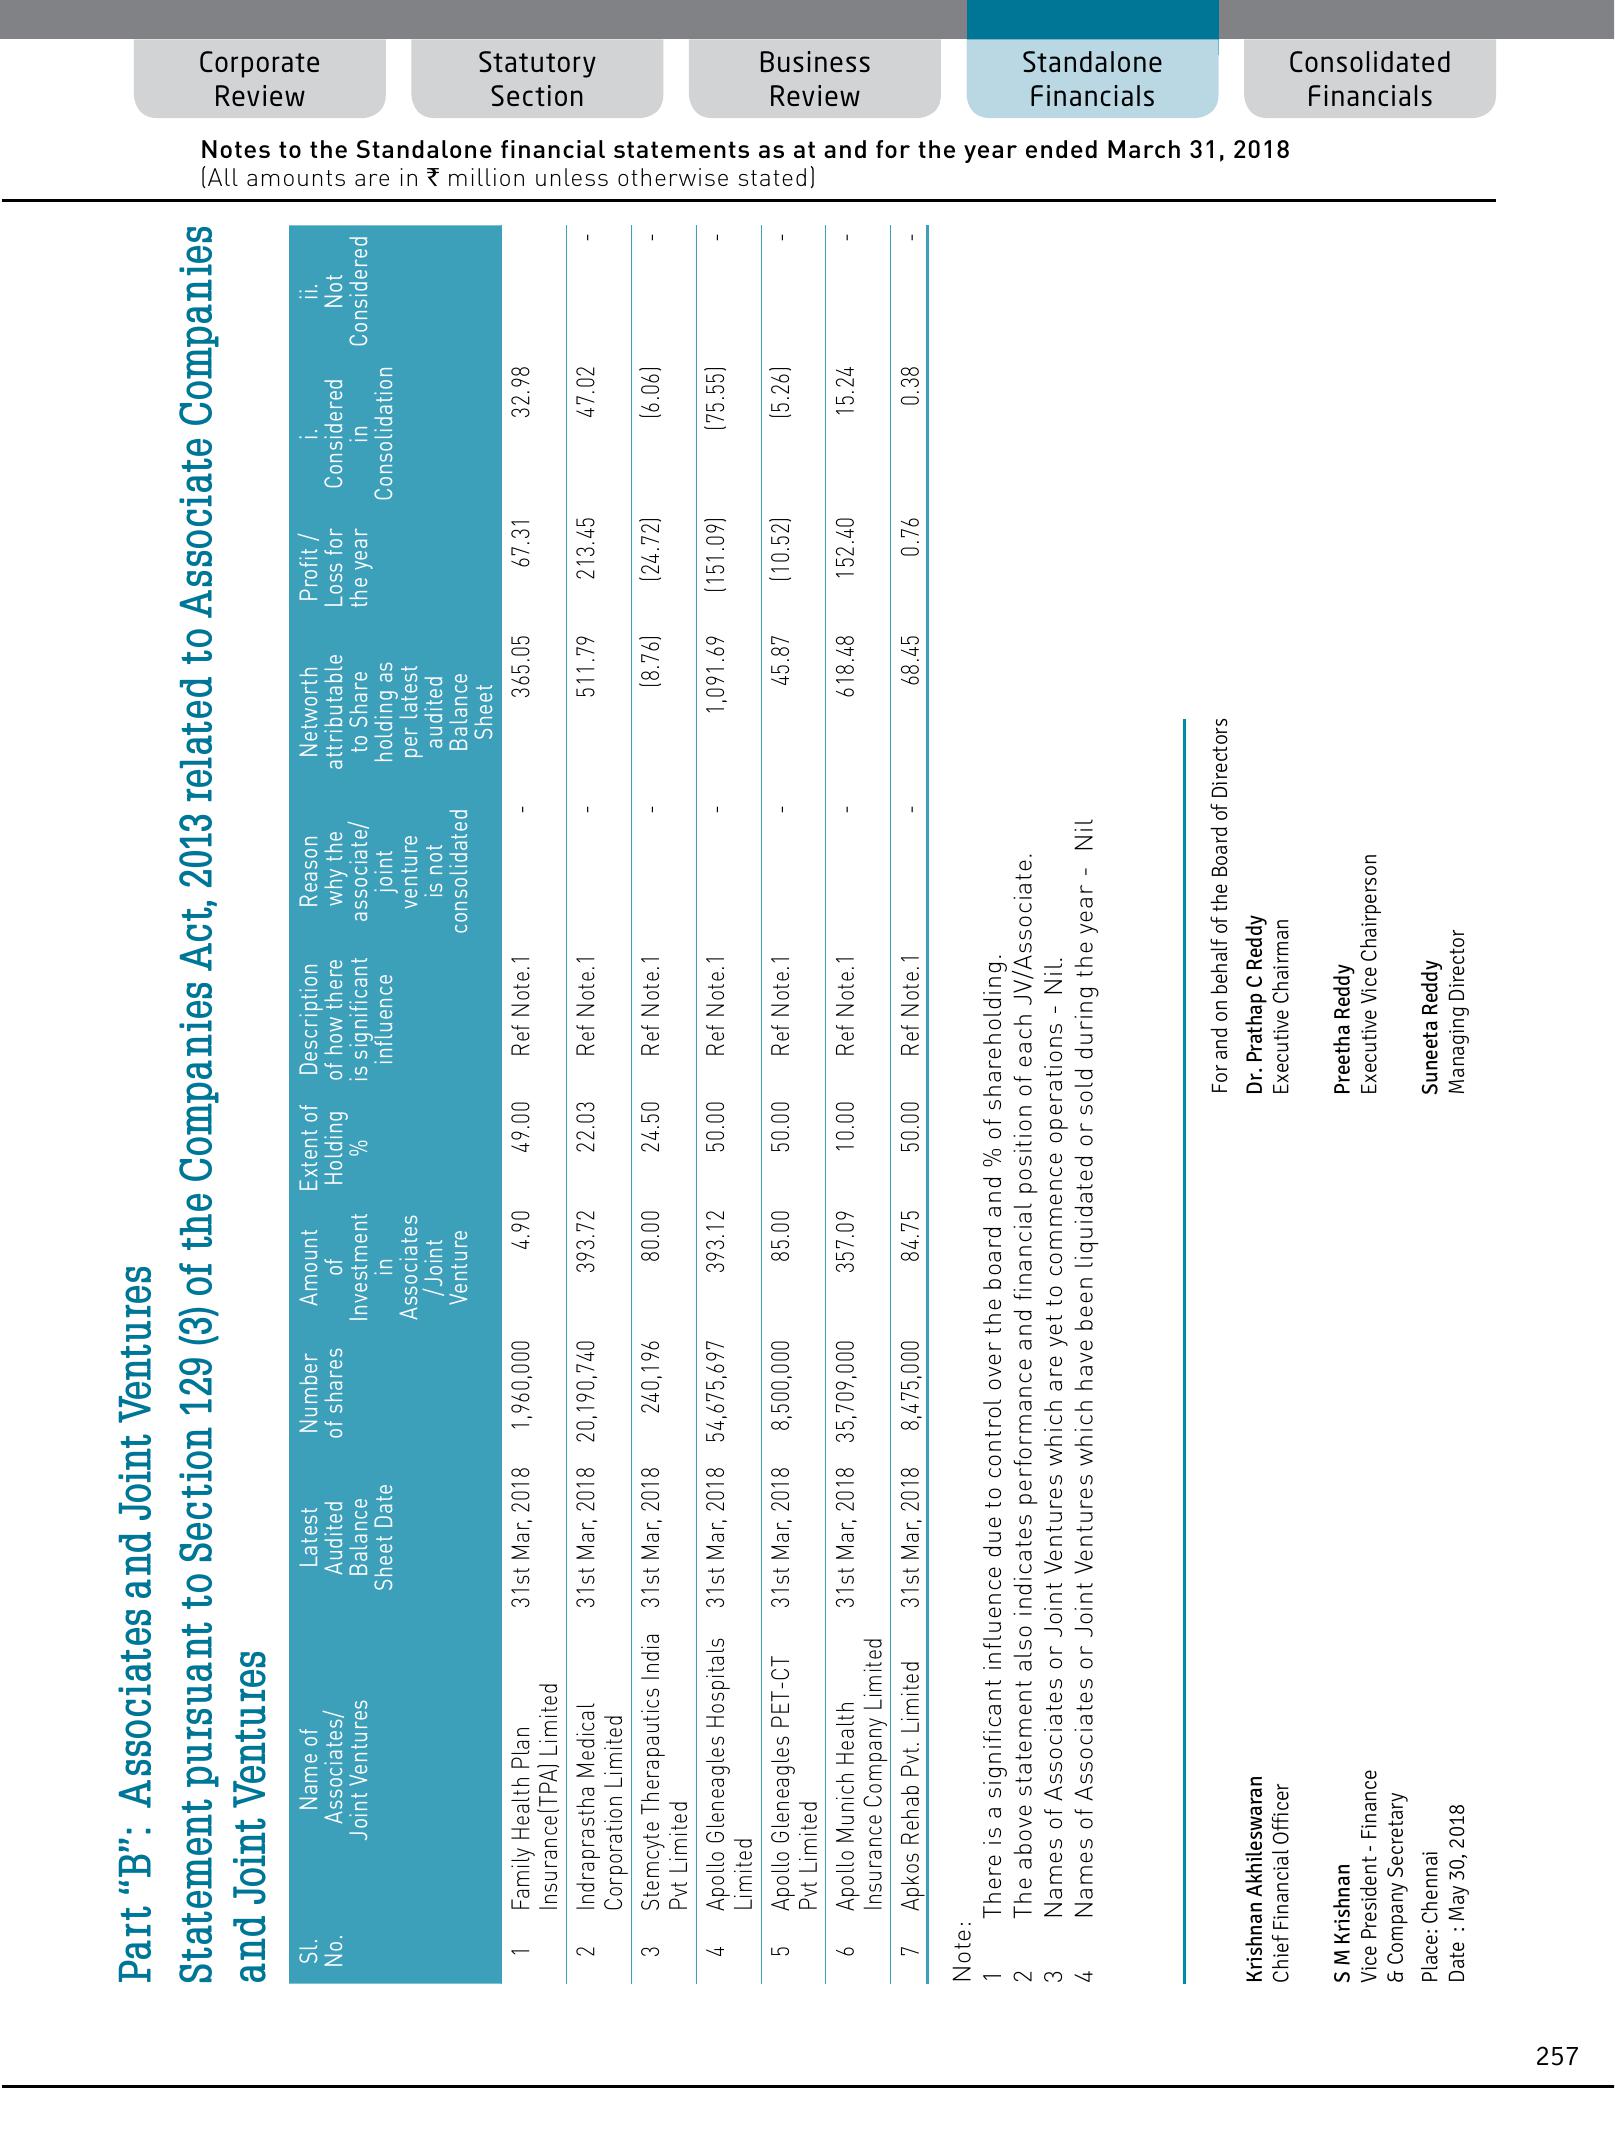 Corporate
Review
Statutory
Section
Business
Review
Standalone
Financials
Consolidated
Financials
Notes to the Standalone financial statements as at and for the year ended March 31, 2018
(All amounts are in ₹ million unless otherwise stated)
Part “B”: Associates and Joint Ventures
Statement pursuant to Section 129 (3) of the Companies Act, 2013 related to Associate Companies
and Joint Ventures
Sl.
No.
Name of
Associates/
Joint Ventures
Latest
Audited
Balance
Sheet Date
Number
of shares
Amount
of
Investment
in
Associates
/Joint
Venture
Extent of
Holding
%
Description
of how there
is significant
influence
Reason
why the
associate/
joint
venture
is not
consolidated
Networth
attributable
to Share
holding as
per latest
audited
Balance
Sheet
Profit /
Loss for
the year
i.
Considered
in
Consolidation
ii.
Not
Considered
1 Family Health Plan 31st Mar, 2018 1,960,000 4.90 49.00 Ref Note.1 - 365.05 67.31 32.98
Insurance(TPA) Limited
2 Indraprastha Medical 31st Mar, 2018 20,190,740 393.72 22.03 Ref Note.1 - 511.79 213.45 47.02 -
Corporation Limited
3 Stemcyte Therapautics India 31st Mar, 2018 240,196 80.00 24.50 Ref Note.1 - (8.76) (24.72) (6.06) -
Pvt Limited
4 Apollo Gleneagles Hospitals 31st Mar, 2018 54,675,697 393.12 50.00 Ref Note.1 - 1,091.69 (151.09) (75.55) -
Limited
5 Apollo Gleneagles PET-CT 31st Mar, 2018 8,500,000 85.00 50.00 Ref Note.1 - 45.87 (10.52) (5.26) -
Pvt Limited
6 Apollo Munich Health 31st Mar, 2018 35,709,000 357.09 10.00 Ref Note.1 - 618.48 152.40 15.24 -
Insurance Company Limited
7 Apkos Rehab Pvt. Limited 31st Mar, 2018 8,475,000 84.75 50.00 Ref Note.1 - 68.45 0.76 0.38 -
Note:
1 There is a significant influence due to control over the board and % of shareholding.
2 The above statement also indicates performance and financial position of each JV/Associate.
3 Names of Associates or Joint Ventures which are yet to commence operations - Nil.
4 Names of Associates or Joint Ventures which have been liquidated or sold during the year - Nil
For and on behalf of the Board of Directors
Krishnan Akhileswaran
Chief Financial Officer
Dr. Prathap C Reddy
Executive Chairman
S M Krishnan
Vice President - Finance
& Company Secretary
Preetha Reddy
Executive Vice Chairperson
Place: Chennai
Date : May 30, 2018
Suneeta Reddy
Managing Director
257